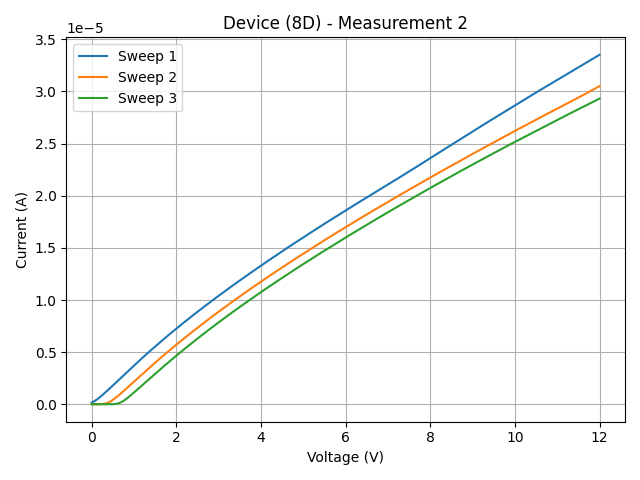 Device (8D) - Measurement 2
1e−5
Sweep 1
Sweep 2
Sweep 3
3.5
3.0
2.5
2.0
1.5
1.0
0.5
0.0
Current (A)
0 2 4 6 8 10 12
Voltage (V)